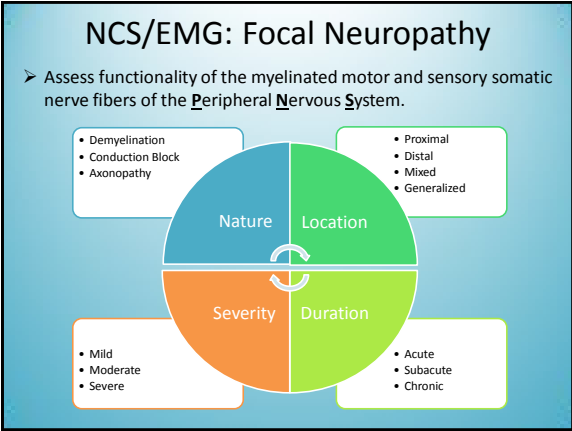 NCS/EMG: Focal Neuropathy
➢ Assess functionality of the myelinated motor and sensory somatic
nerve fibers of the Peripheral Nervous System.
• Demyelination
• Conduction Block
• Axonopathy
• Proximal
• Distal
• Mixed
• Generalized
Nature
Location
Severity
Duration
• Mild
• Moderate
• Severe
• Acute
• Subacute
• Chronic